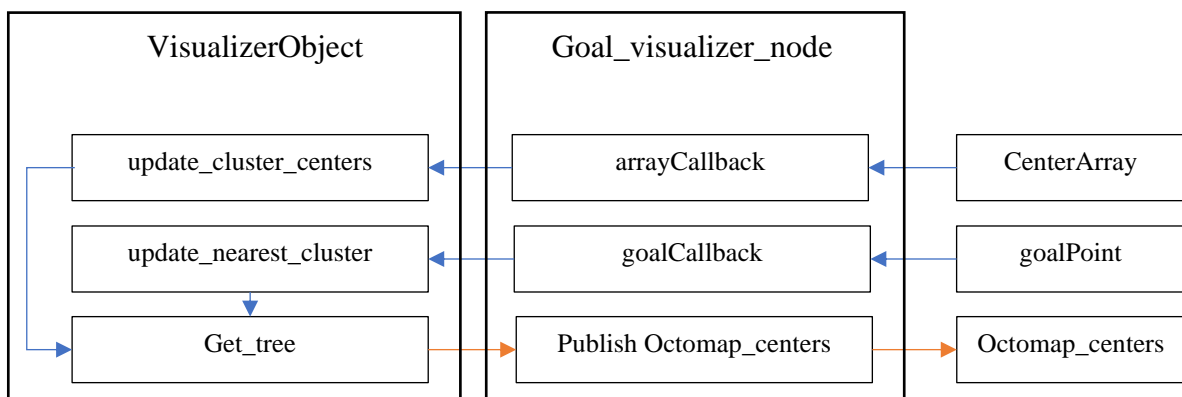 VisualizerObject
Goal_visualizer_node
update_cluster_centers
arrayCallback
CenterArray
update_nearest_cluster
goalCallback
goalPoint
Get_tree
Publish Octomap_centers
Octomap_centers